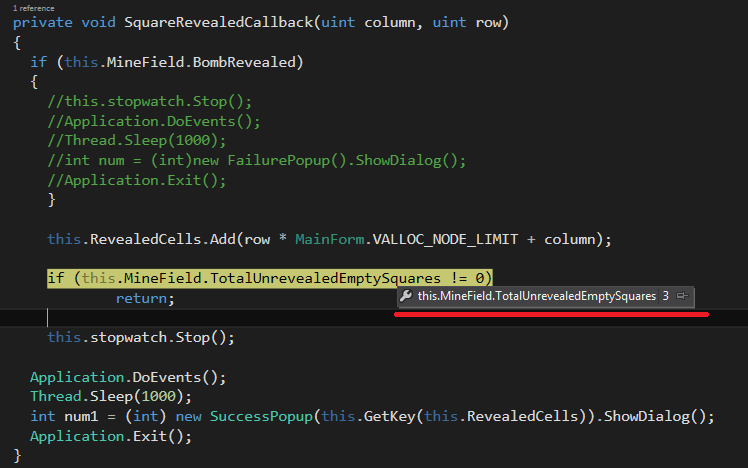 1 reference
private void SquareRevealedCallback(uint column, uint row)
{
if (this.MineField.BombRevealed)
{
//this.stopwatch.Stop();
//Application.DoEvents();
//Thread.Sleep(1000);
//int num = (int)new FailurePopup().ShowDialog();
//Application.Exit();
}
this.RevealedCells.Add(row * MainForm.VALLOC_NODE_LIMIT + column);
if (this.MineField.TotalUnrevealedEmptySquares != 0)
this.MineField.TotalUnrevealedEmptySquares 3
return;
this.stopwatch.Stop();
Application.DoEvents();
Thread.Sleep(1000);
int num1 = (int) new SuccessPopup(this.GetKey(this.RevealedCells)).ShowDialog();
Application.Exit();
}